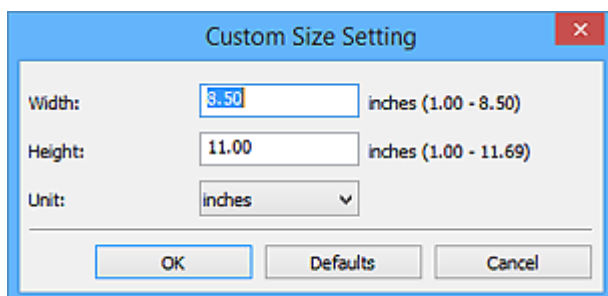 Custom Size Setting
Width: 8.50 inches (1.00 - 8.50)
Height: 11.00 inches (1.00 - 11.69)
Unit: inches
OK Defaults Cancel